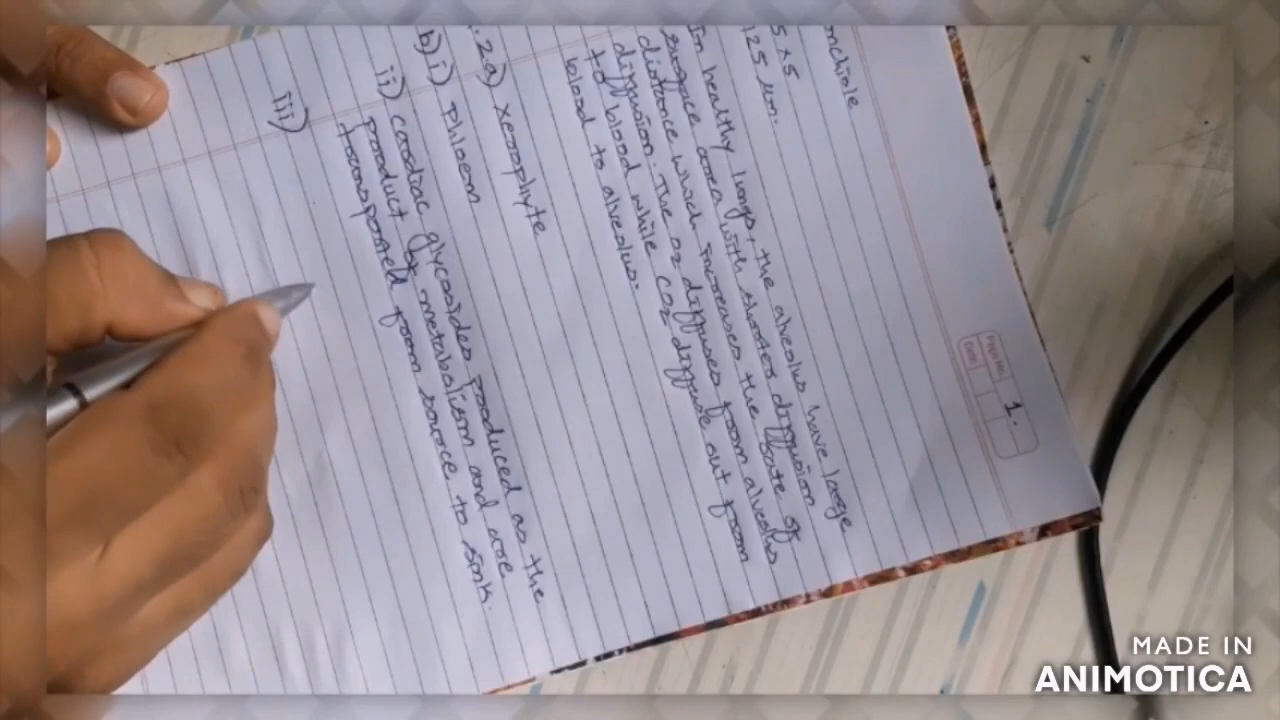 Page No.
Date
1.
nchiole
5 x 5
125 um.
In healthy lungs, the alveolus have large
surface area with shorter diffusion
distance which increases the rate of
diffusion. The O2 diffuses from alveolus
to blood while CO2 diffuse out from
blood to alveolus.
.2a) xerophyte
b) i) Phloem
ii) cardiac glycosides produced as the
product of metabolism and are
transported from source to sink.
iii)
MADE IN
ANIMOTICA